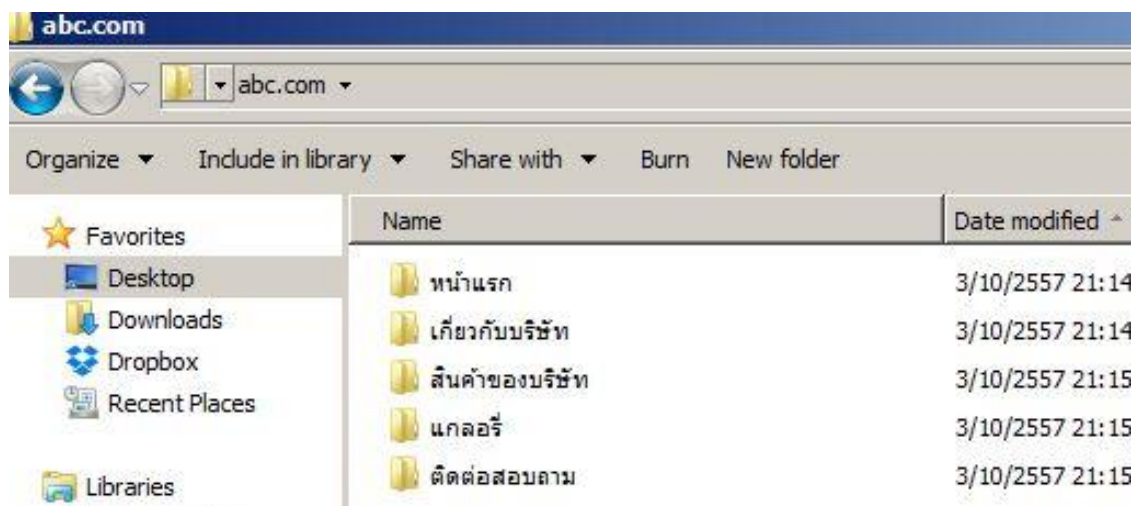 abc.com
abc.com
Organize Include in library Share with Burn New folder
Favorites
Desktop
Downloads
Dropbox
Recent Places
Libraries
Name Date modified
หน้าแรก 3/10/2557 21:14
เกี่ยวกับบริษัท 3/10/2557 21:14
สินค้าของบริษัท 3/10/2557 21:15
แกลอรี่ 3/10/2557 21:15
ติดต่อสอบถาม 3/10/2557 21:15